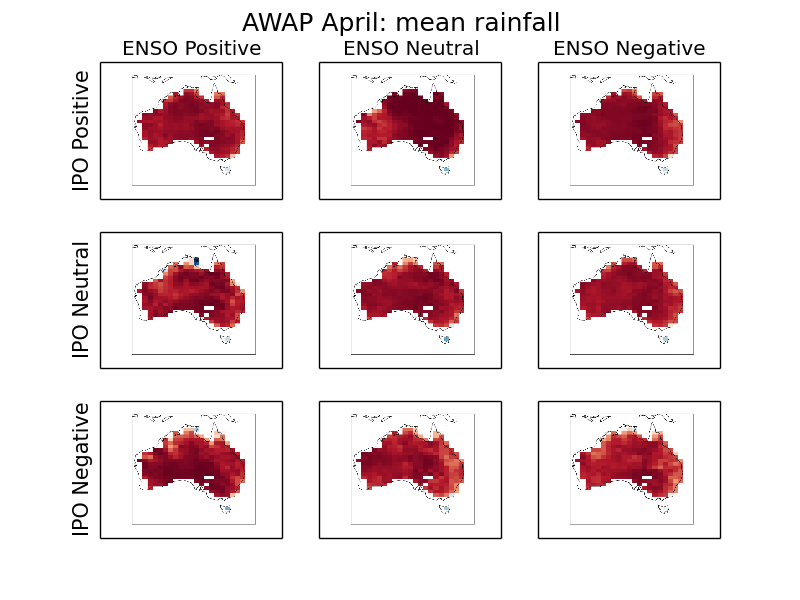 AWAP April: mean rainfall
ENSO Positive ENSO Neutral ENSO Negative
IPO Positive
IPO Neutral
IPO Negative